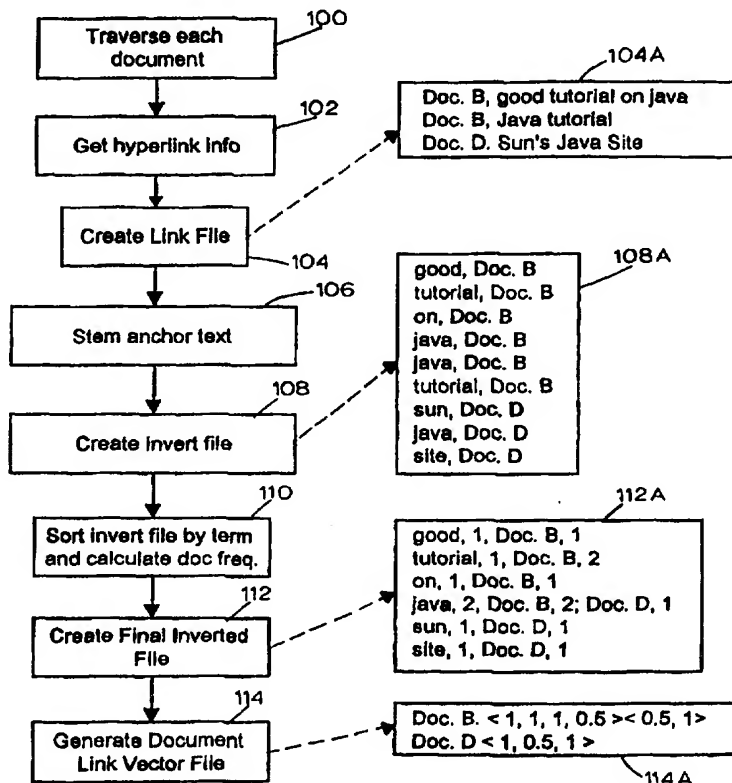 100
Traverse each
document
102
Get hyperlink info
Create Link File
104
106
Stem anchor text
108
Create invert file
110
Sort invert file by term
and calculate doc freq.
112
Create Final Inverted
File
114
Generate Document
Link Vector File
104A
Doc. B, good tutorial on java
Doc. B, Java tutorial
Doc. D. Sun's Java Site
108A
good, Doc. B
tutorial, Doc. B
on, Doc. B
java, Doc. B
java, Doc. B
tutorial, Doc. B
sun, Doc. D
java, Doc. D
site, Doc. D
112A
good, 1, Doc. B, 1
tutorial, 1, Doc. B, 2
on, 1, Doc. B, 1
java, 2, Doc. B, 2; Doc. D, 1
sun, 1, Doc. D, 1
site, 1, Doc. D, 1
Doc. B. < 1, 1, 1, 0.5 >< 0.5, 1>
Doc. D < 1, 0.5, 1 >
114A